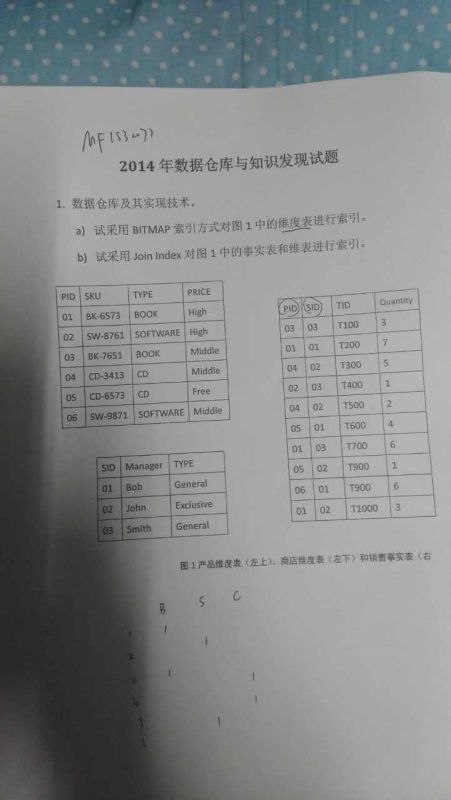 MF1533077
2014 年数据仓库与知识发现试题
1. 数据仓库及其实现技术。
a) 试采用 BITMAP 索引方式对图 1 中的维度表进行索引。
b) 试采用 Join Index 对图 1 中的事实表和维表进行索引。
PID SKU TYPE PRICE
01 BK-6573 BOOK High
02 SW-8761 SOFTWARE High
03 BK-7651 BOOK Middle
04 CD-3413 CD Middle
05 CD-6573 CD Free
06 SW-9871 SOFTWARE Middle
PID SID TID Quantity
03 03 T100 3
01 01 T200 7
04 02 T300 5
02 03 T400 1
04 02 T500 2
05 01 T600 4
01 03 T700 6
05 02 T900 1
06 01 T900 6
01 02 T1000 3
SID Manager TYPE
01 Bob General
02 John Exclusive
03 Smith General
图 1 产品维度表（左上）、商店维度表（左下）和销售事实表（右
B S C
1 1
1
2
1 1
1
1